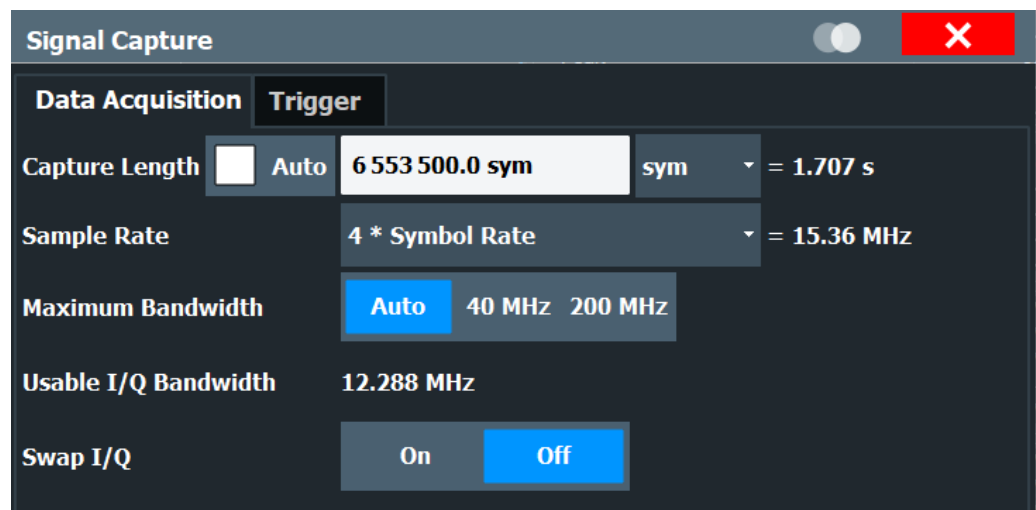 Signal Capture
Data Acquisition Trigger
Capture Length Auto 6 553 500.0 sym sym = 1.707 s
Sample Rate 4 * Symbol Rate = 15.36 MHz
Maximum Bandwidth Auto 40 MHz 200 MHz
Usable I/Q Bandwidth 12.288 MHz
Swap I/Q On Off